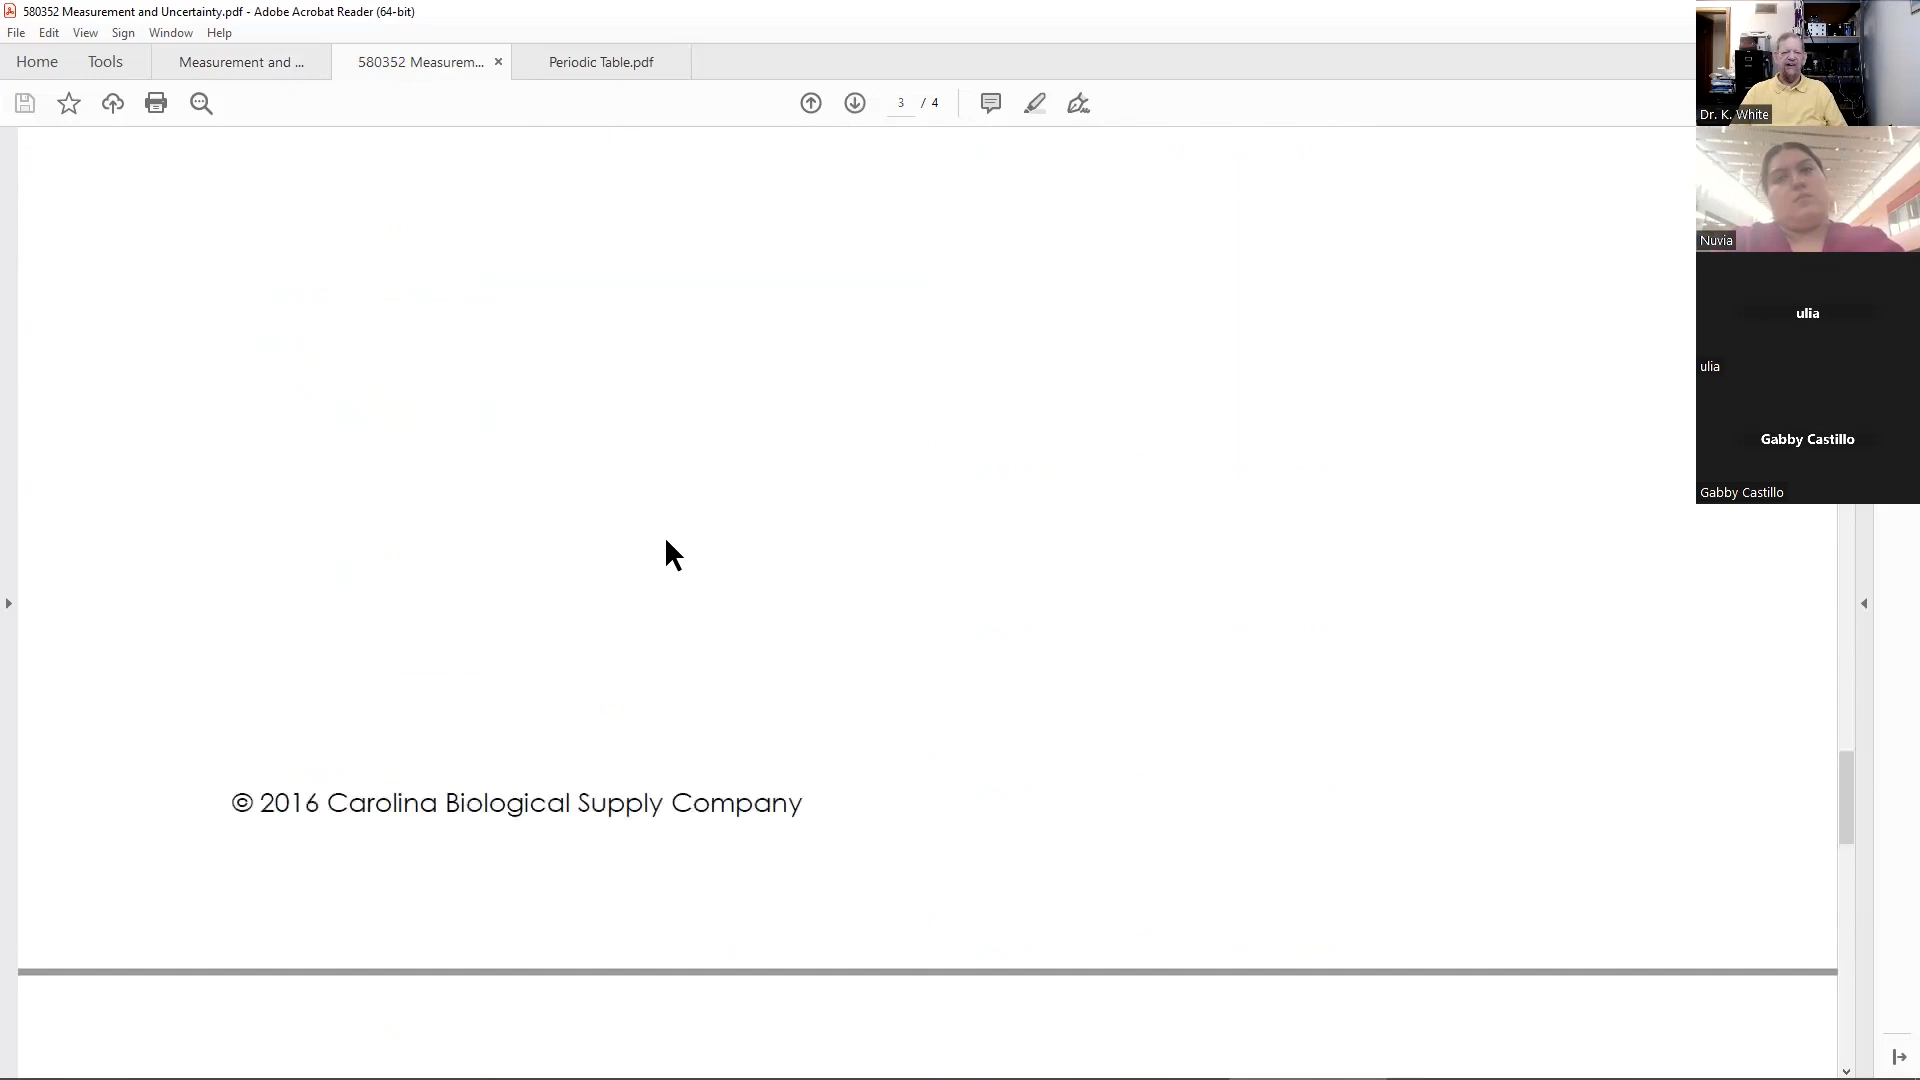 580352 Measurement and Uncertainty.pdf - Adobe Acrobat Reader (64-bit)
File Edit View Sign Window Help
Home Tools Measurement and ... 580352 Measurem... × Periodic Table.pdf
3 / 4
Dr. K. White
Nuvia
ulia
ulia
Gabby Castillo
Gabby Castillo
© 2016 Carolina Biological Supply Company